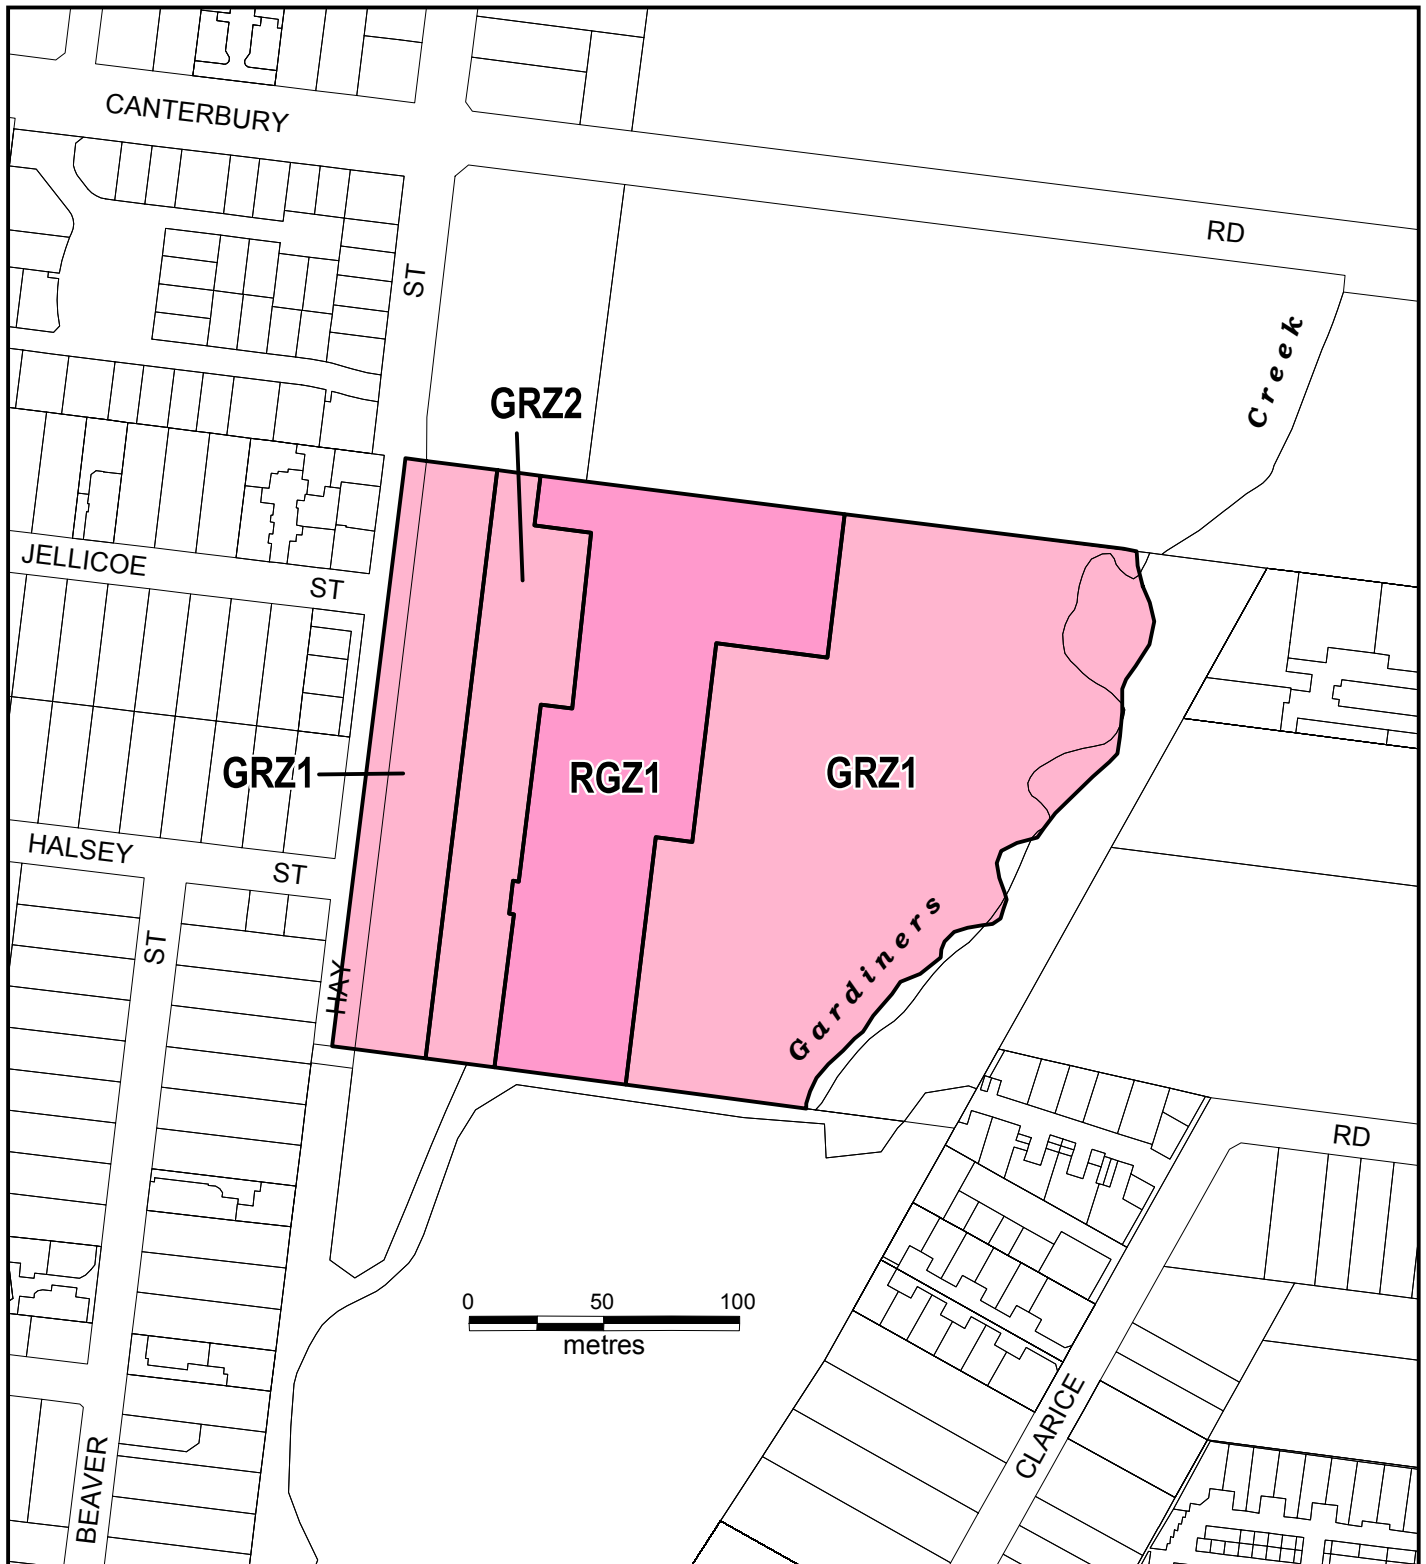 CANTERBURY
RD
ST
Creek
GRZ2
JELLICOE
ST
GRZ1
RGZ1
GRZ1
HALSEY
ST
ST
HAY
Gardiners
RD
0 50 100
metres
CLARICE
BEAVER